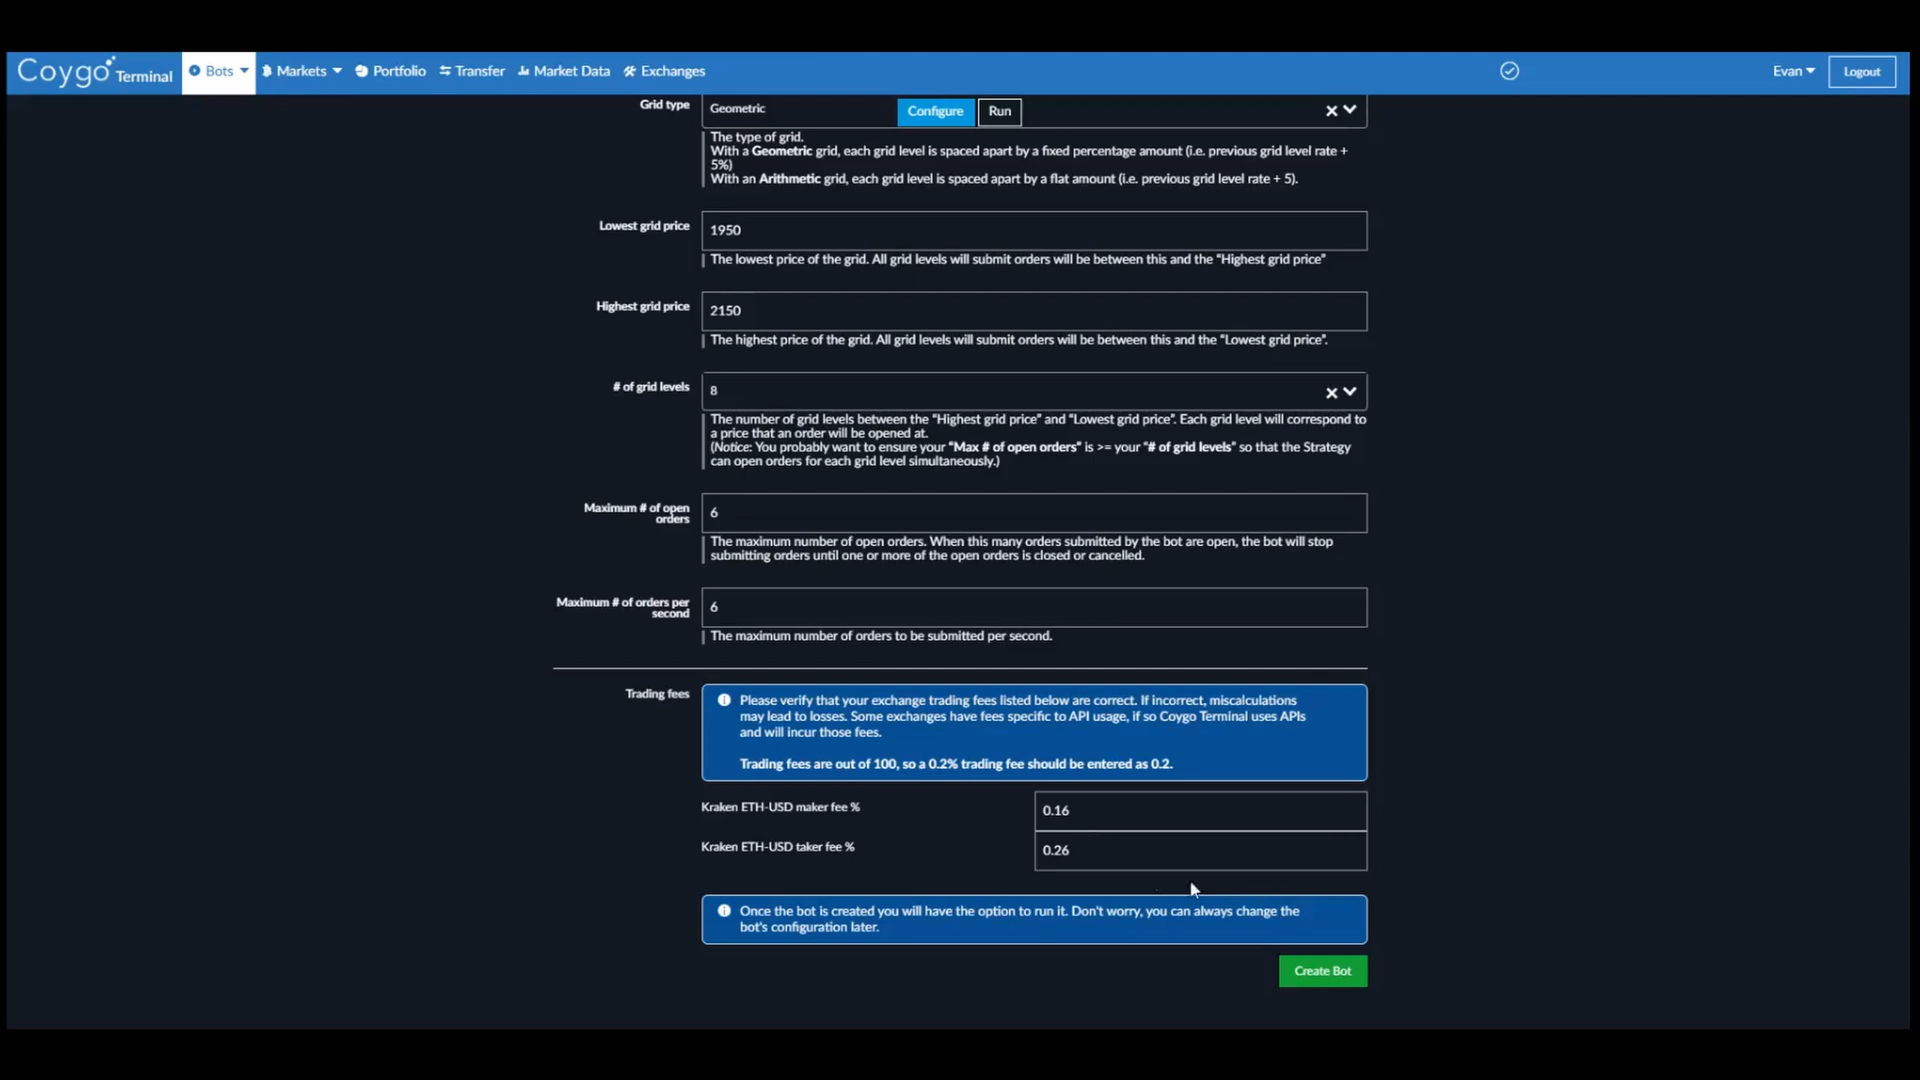 Coygo Terminal Bots Markets Portfolio Transfer Market Data Exchanges Evan Logout
Grid type Geometric Configure Run
The type of grid.
With a Geometric grid, each grid level is spaced apart by a fixed percentage amount (i.e. previous grid level rate +
5%)
With an Arithmetic grid, each grid level is spaced apart by a flat amount (i.e. previous grid level rate + 5).
Lowest grid price 1950
The lowest price of the grid. All grid levels will submit orders will be between this and the “Highest grid price”
Highest grid price 2150
The highest price of the grid. All grid levels will submit orders will be between this and the “Lowest grid price”.
# of grid levels 8
The number of grid levels between the “Highest grid price” and “Lowest grid price”. Each grid level will correspond to
a price that an order will be opened at.
(Notice: You probably want to ensure your “Max # of open orders” is >= your “# of grid levels” so that the Strategy
can open orders for each grid level simultaneously.)
Maximum # of open
orders
6
The maximum number of open orders. When this many orders submitted by the bot are open, the bot will stop
submitting orders until one or more of the open orders is closed or cancelled.
Maximum # of orders per
second
6
The maximum number of orders to be submitted per second.
Trading fees
Please verify that your exchange trading fees listed below are correct. If incorrect, miscalculations
may lead to losses. Some exchanges have fees specific to API usage, if so Coygo Terminal uses APIs
and will incur those fees.
Trading fees are out of 100, so a 0.2% trading fee should be entered as 0.2.
Kraken ETH-USD maker fee % 0.16
Kraken ETH-USD taker fee % 0.26
Once the bot is created you will have the option to run it. Don't worry, you can always change the
bot's configuration later.
Create Bot